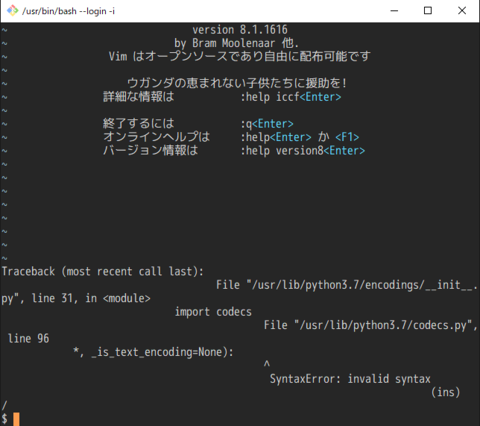 /usr/bin/bash --login -i
~ version 8.1.1616
~ by Bram Moolenaar 他.
~ Vim はオープンソースであり自由に配布可能です
~
~ ウガンダの恵まれない子供たちに援助を!
~ 詳細な情報は :help iccf<Enter>
~
~ 終了するには :q<Enter>
~ オンラインヘルプは :help<Enter> か <F1>
~ バージョン情報は :help version8<Enter>
~
~
~
~
~
~
~
~
Traceback (most recent call last):
File "/usr/lib/python3.7/encodings/__init__.
py", line 31, in <module>
import codecs
File "/usr/lib/python3.7/codecs.py",
line 96
*, _is_text_encoding=None):
^
SyntaxError: invalid syntax
(ins)
/
$